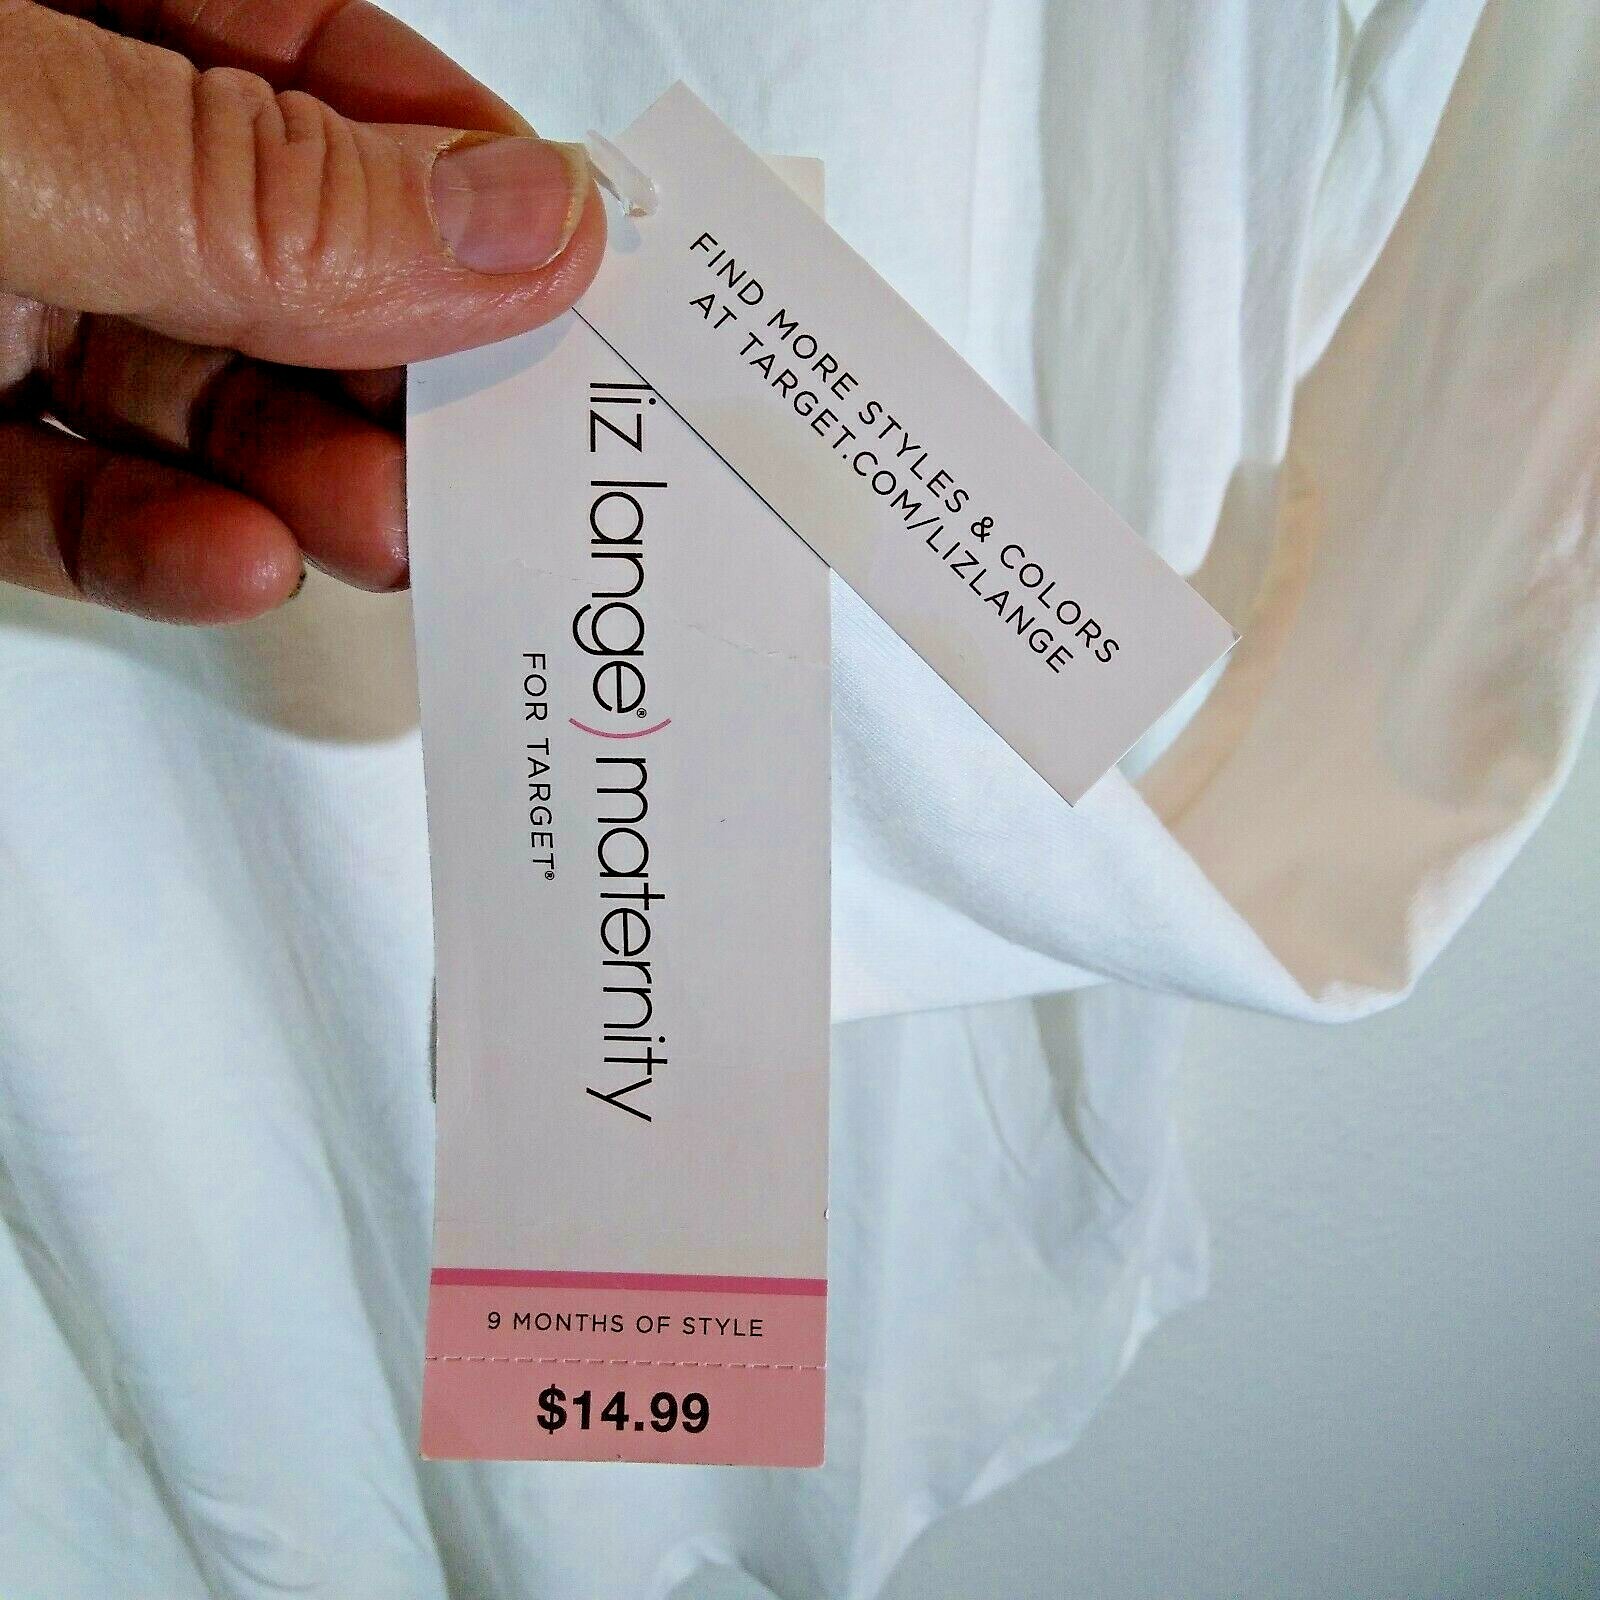 FIND MORE STYLES & COLORS
AT TARGET.COM/LIZLANGE
liz lange®) maternity
FOR TARGET®
9 MONTHS OF STYLE
$14.99